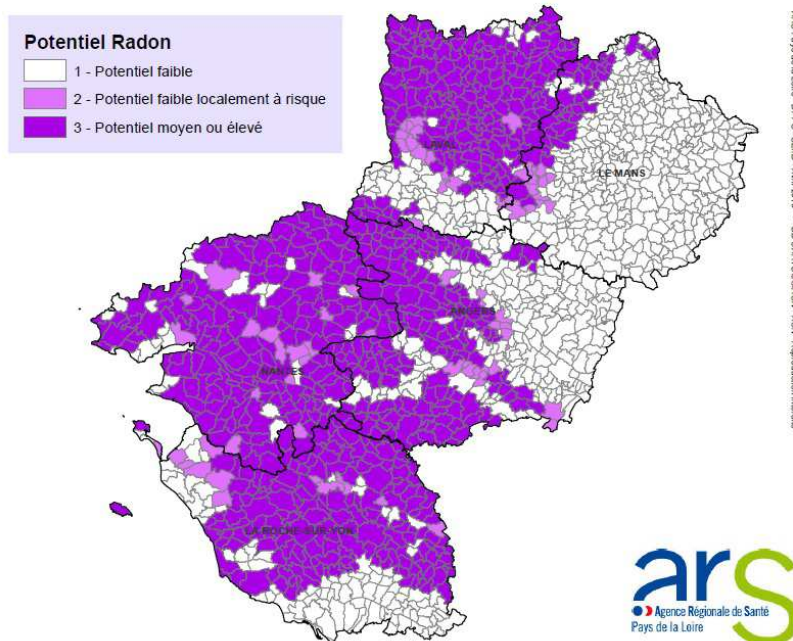 Potentiel Radon
1 - Potentiel faible
2 - Potentiel faible localement à risque
3 - Potentiel moyen ou élevé
LAVAL
LE MANS
ANGERS
NANTES
LA ROCHE-SUR-YON
ars
Agence Régionale de Santé
Pays de la Loire